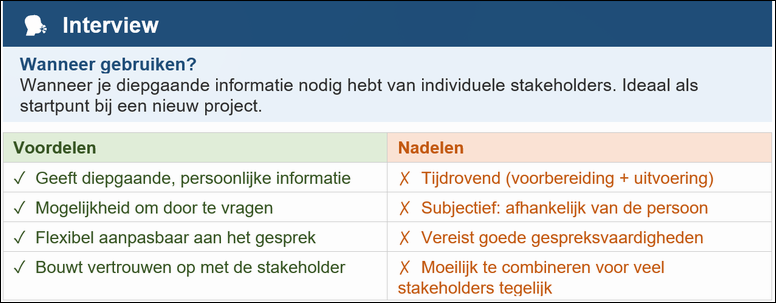 Interview
Wanneer gebruiken?
Wanneer je diepgaande informatie nodig hebt van individuele stakeholders. Ideaal als
startpunt bij een nieuw project.
Voordelen
Nadelen
✓ Geeft diepgaande, persoonlijke informatie
✗ Tijdrovend (voorbereiding + uitvoering)
✓ Mogelijkheid om door te vragen
✗ Subjectief: afhankelijk van de persoon
✓ Flexibel aanpasbaar aan het gesprek
✗ Vereist goede gespreksvaardigheden
✓ Bouwt vertrouwen op met de stakeholder
✗ Moeilijk te combineren voor veel
stakeholders tegelijk